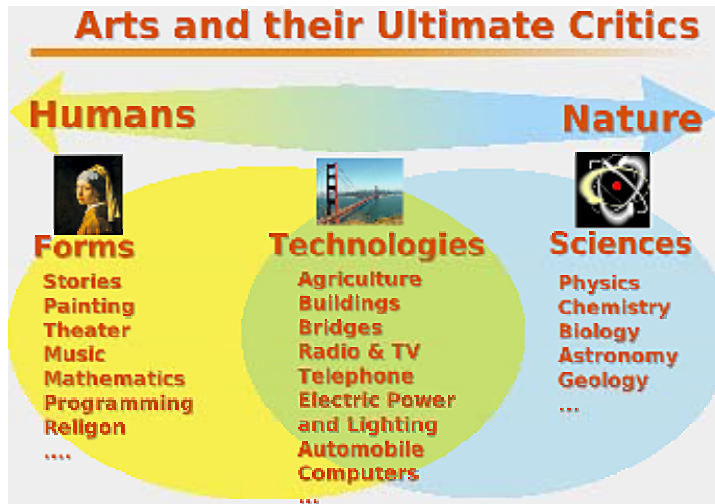 Arts and their Ultimate Critics
Humans
Nature
Forms
Stories
Painting
Theater
Music
Mathematics
Programming
Religon
....
Technologies
Agriculture
Buildings
Bridges
Radio & TV
Telephone
Electric Power
and Lighting
Automobile
Computers
...
Sciences
Physics
Chemistry
Biology
Astronomy
Geology
...